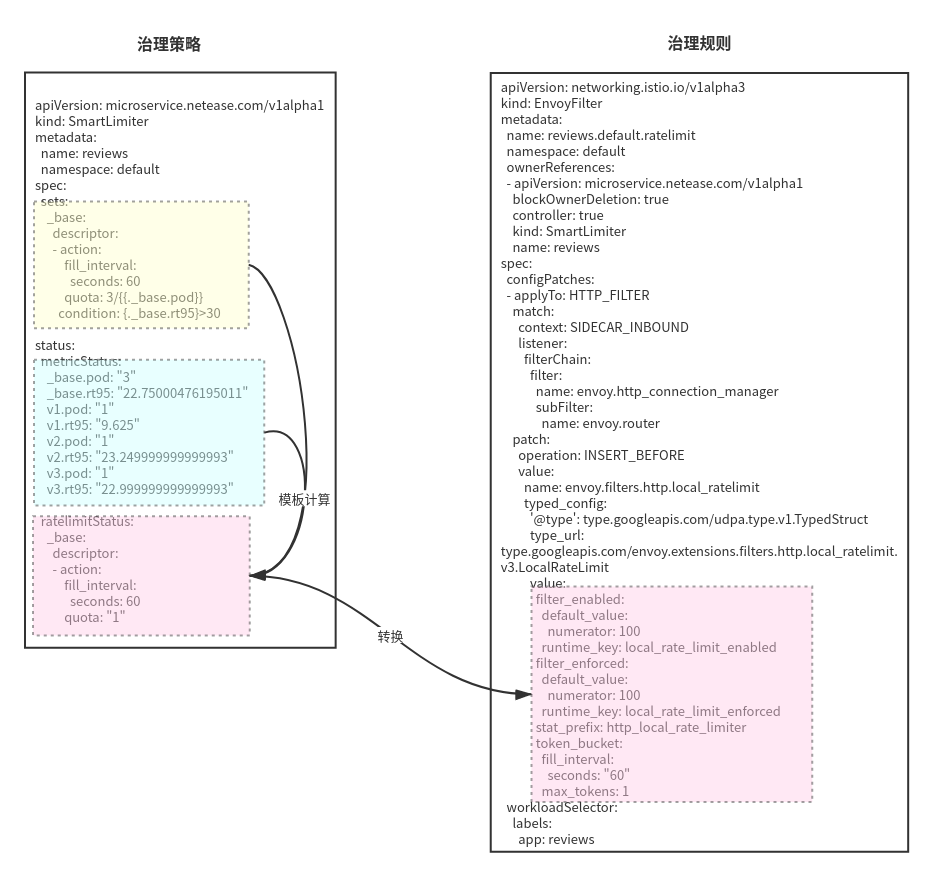 治理策略
apiVersion: microservice.netease.com/v1alpha1
kind: SmartLimiter
metadata:
  name: reviews
  namespace: default
spec:
  sets:
    _base:
      descriptor:
      - action:
          fill_interval:
            seconds: 60
          quota: 3/{{._base.pod}}
        condition: {._base.rt95}>30
status:
  metricStatus:
    _base.pod: "3"
    _base.rt95: "22.75000476195011"
    v1.pod: "1"
    v1.rt95: "9.625"
    v2.pod: "1"
    v2.rt95: "23.249999999999993"
    v3.pod: "1"
    v3.rt95: "22.999999999999993"
模板计算
  ratelimitStatus:
    _base:
      descriptor:
      - action:
          fill_interval:
            seconds: 60
          quota: "1"
转换
治理规则
apiVersion: networking.istio.io/v1alpha3
kind: EnvoyFilter
metadata:
  name: reviews.default.ratelimit
  namespace: default
  ownerReferences:
  - apiVersion: microservice.netease.com/v1alpha1
    blockOwnerDeletion: true
    controller: true
    kind: SmartLimiter
    name: reviews
spec:
  configPatches:
  - applyTo: HTTP_FILTER
    match:
      context: SIDECAR_INBOUND
      listener:
        filterChain:
          filter:
            name: envoy.http_connection_manager
            subFilter:
              name: envoy.router
    patch:
      operation: INSERT_BEFORE
      value:
        name: envoy.filters.http.local_ratelimit
        typed_config:
          '@type': type.googleapis.com/udpa.type.v1.TypedStruct
          type_url:
type.googleapis.com/envoy.extensions.filters.http.local_ratelimit.
v3.LocalRateLimit
          value:
            filter_enabled:
              default_value:
                numerator: 100
              runtime_key: local_rate_limit_enabled
            filter_enforced:
              default_value:
                numerator: 100
              runtime_key: local_rate_limit_enforced
            stat_prefix: http_local_rate_limiter
            token_bucket:
              fill_interval:
                seconds: "60"
              max_tokens: 1
  workloadSelector:
    labels:
      app: reviews